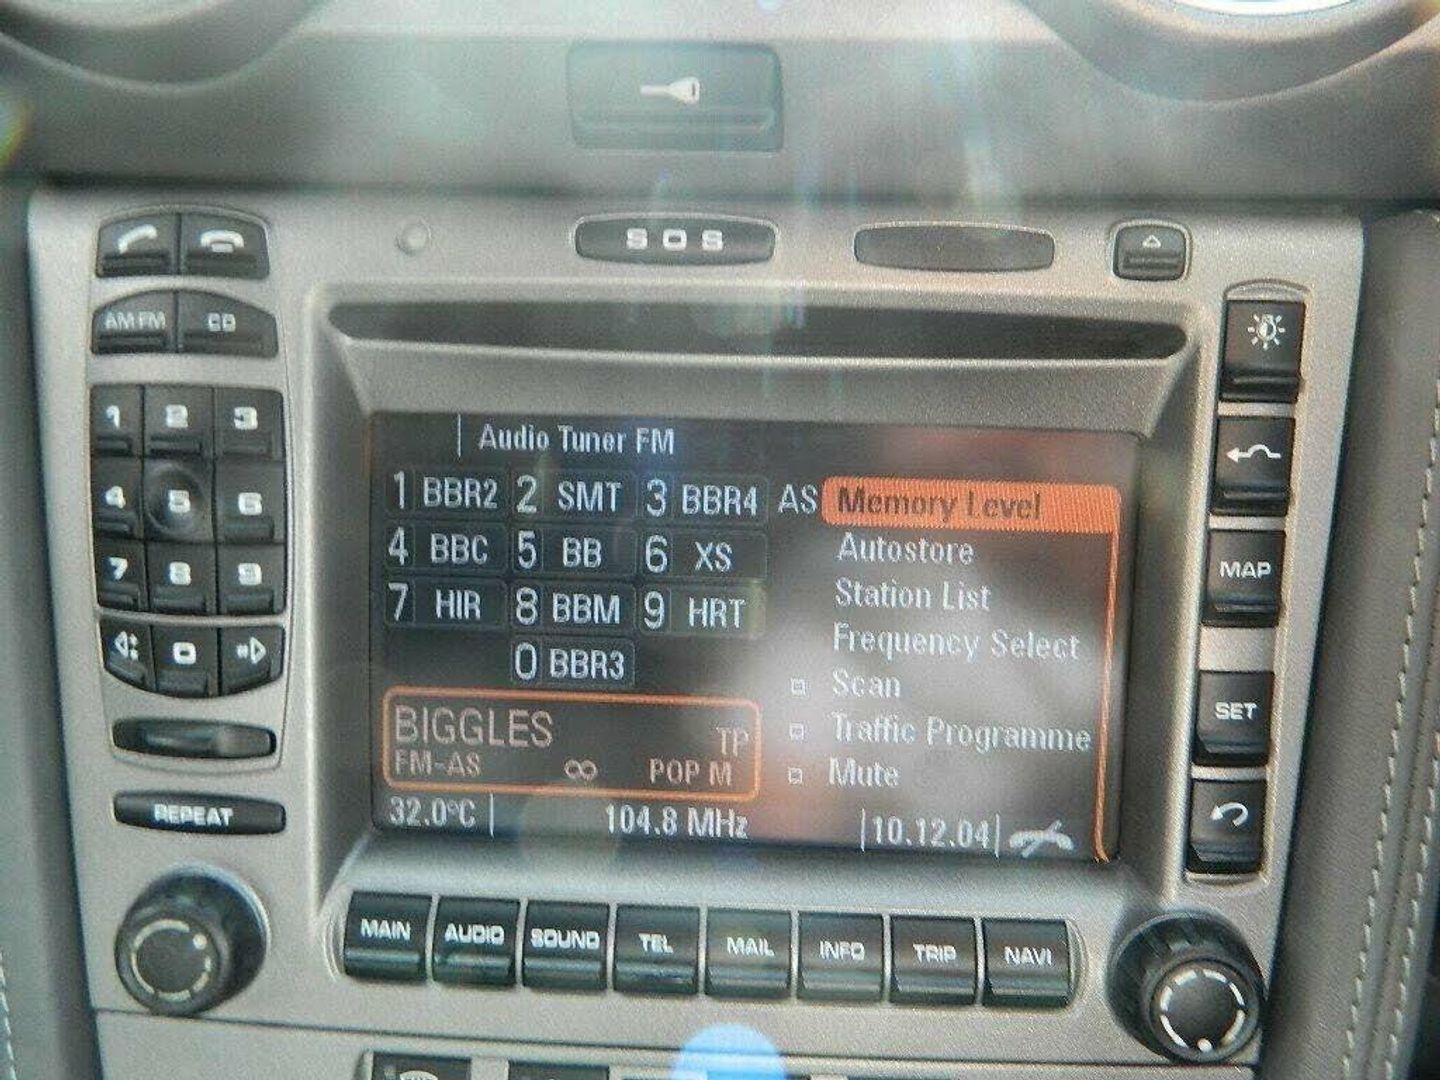 SOS
AM FM CD
1 2 3
4 5 6
7 8 9
0
REPEAT
Audio Tuner FM
1 BBR2 2 SMT 3 BBR4 AS
4 BBC 5 BB 6 XS
7 HIR 8 BBM 9 HRT
0 BBR3
BIGGLES
TP
FM-AS ∞ POP M
32.0°C 104.8 MHz 10.12.04
Memory Level
Autostore
Station List
Frequency Select
Scan
Traffic Programme
Mute
MAP
SET
MAIN AUDIO SOUND TEL MAIL INFO TRIP NAVI